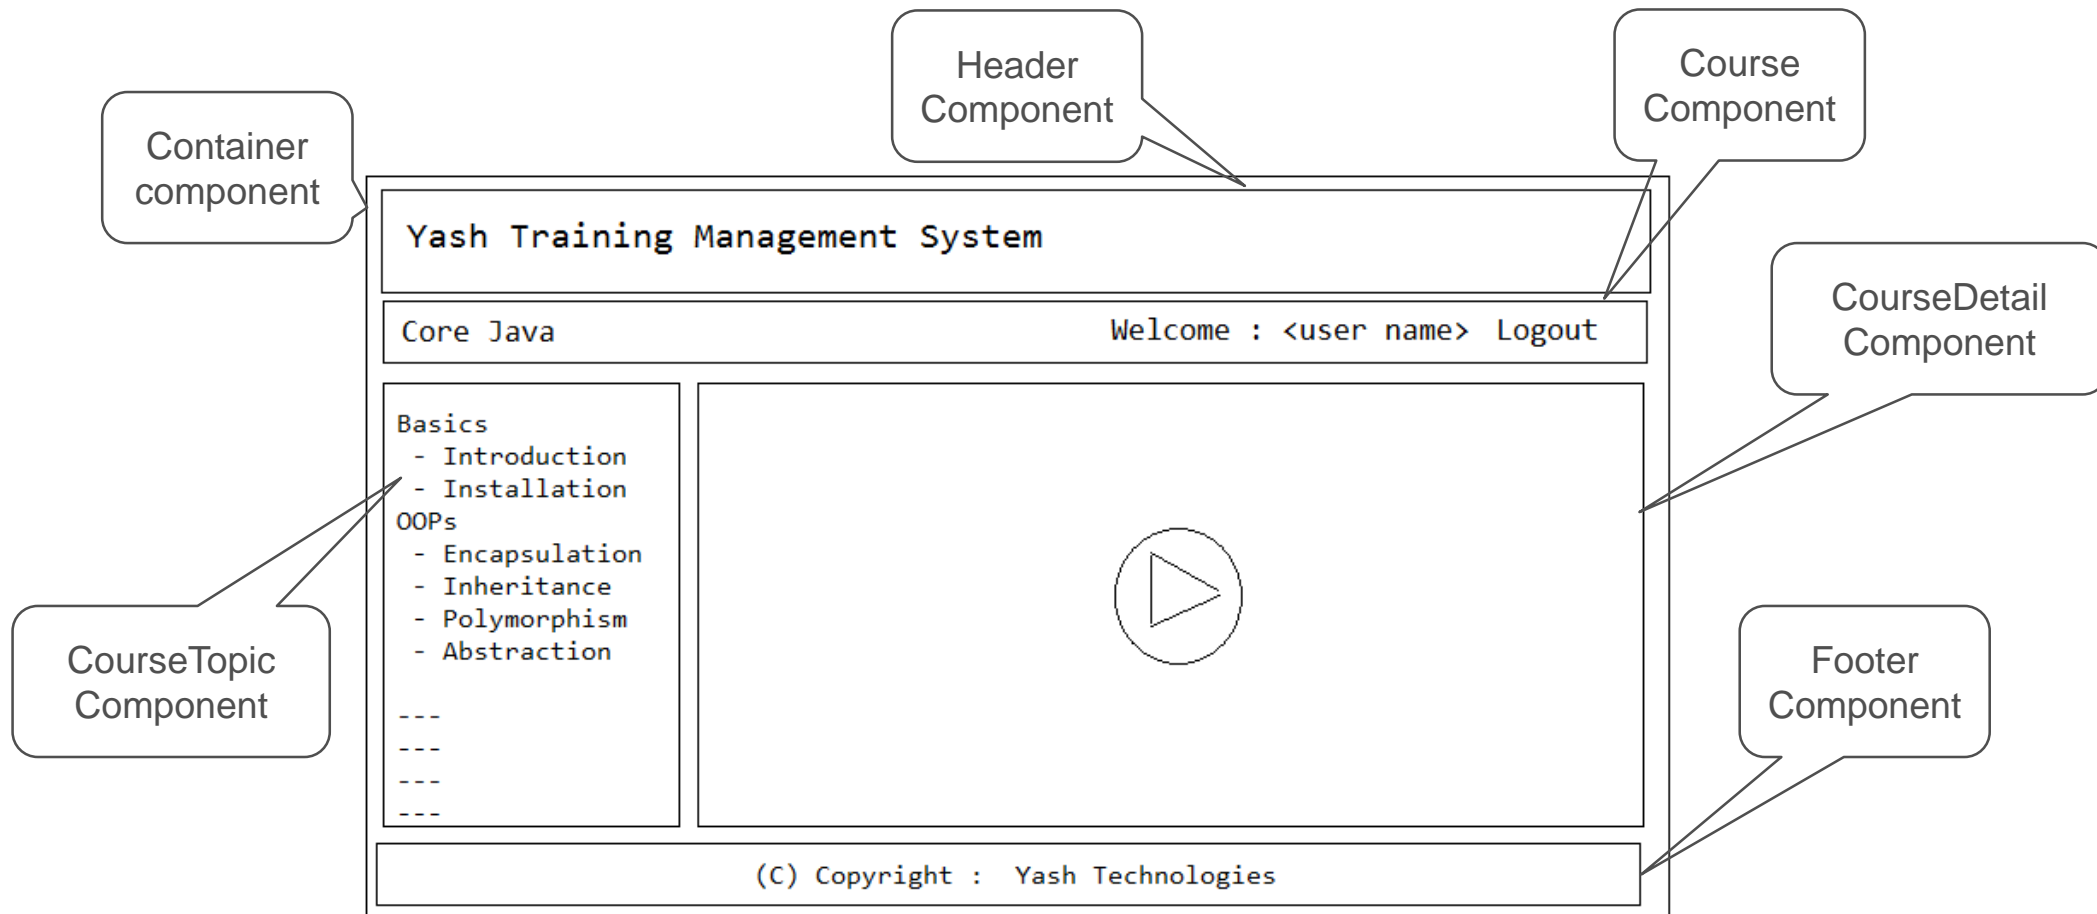 Header
Component
Course
Component
Container
component
Yash Training Management System
CourseDetail
Component
Core Java
Welcome : <user name> Logout
Basics
- Introduction
- Installation
OOPs
- Encapsulation
- Inheritance
- Polymorphism
- Abstraction
---
---
---
---
CourseTopic
Component
Footer
Component
(C) Copyright : Yash Technologies